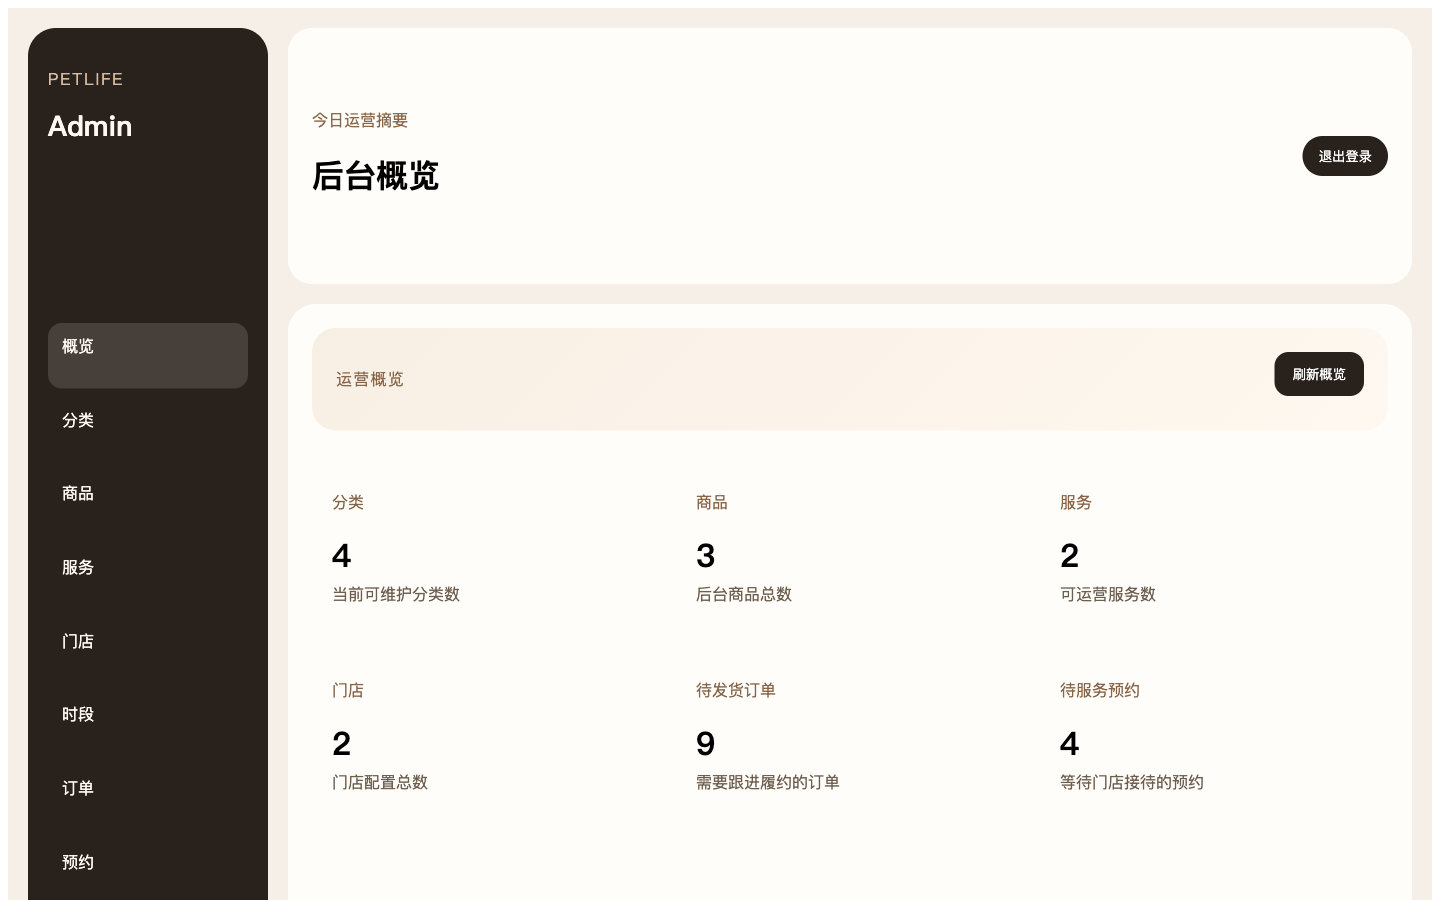 PETLIFE
Admin
概览
分类
商品
服务
门店
时段
订单
预约
今日运营摘要
后台概览
退出登录
运营概览
刷新概览
分类
4
当前可维护分类数
商品
3
后台商品总数
服务
2
可运营服务数
门店
2
门店配置总数
待发货订单
9
需要跟进履约的订单
待服务预约
4
等待门店接待的预约